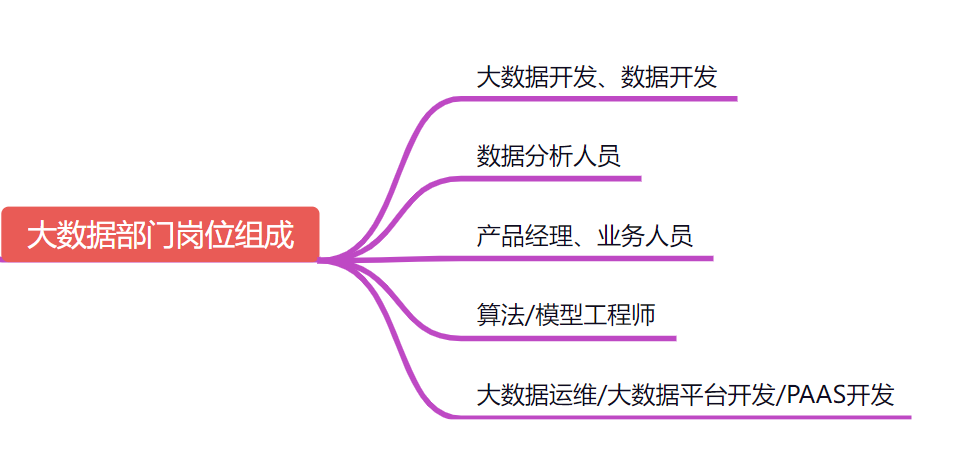 大数据开发、数据开发
数据分析人员
大数据部门岗位组成
产品经理、业务人员
算法/模型工程师
大数据运维/大数据平台开发/PAAS开发